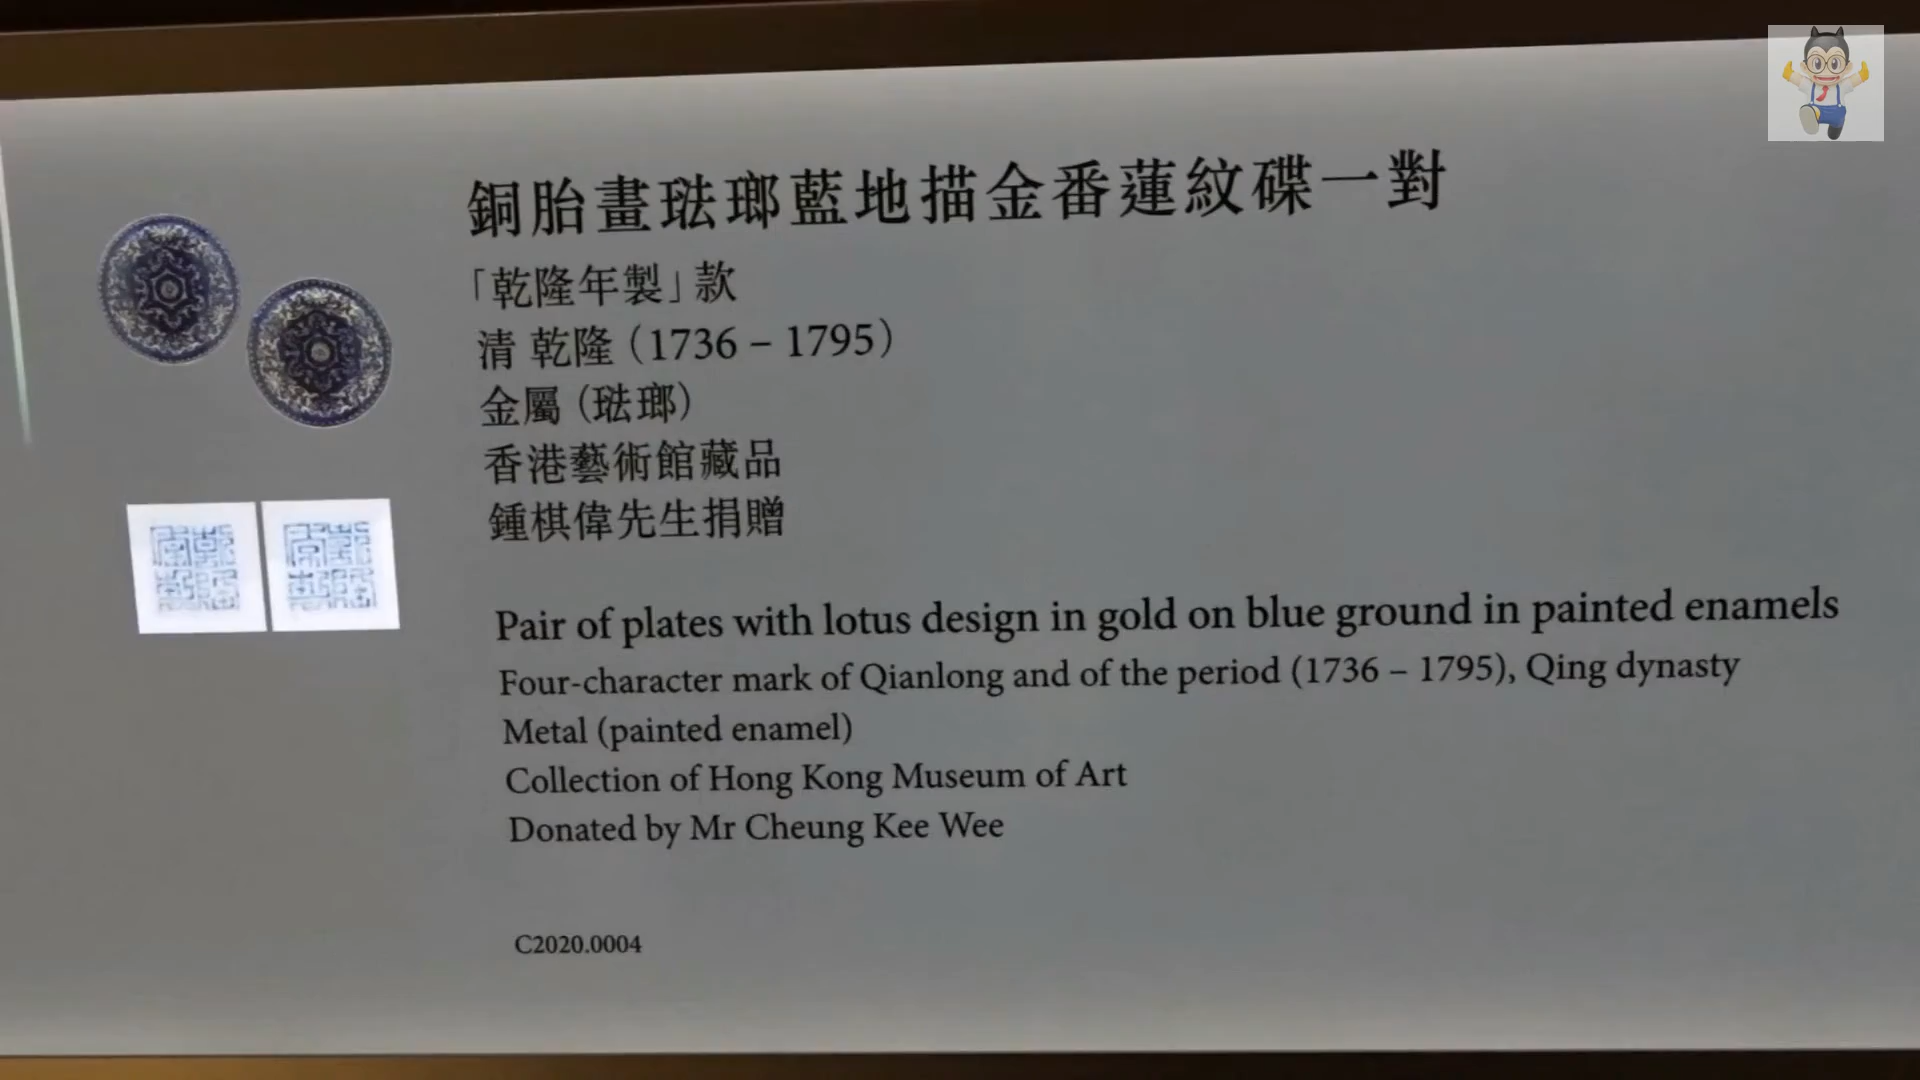 銅胎畫琺瑯藍地描金番蓮紋碟一對
「乾隆年製」款
清 乾隆（1736 – 1795）
金屬（琺瑯）
香港藝術館藏品
鍾棋偉先生捐贈
Pair of plates with lotus design in gold on blue ground in painted enamels
Four-character mark of Qianlong and of the period (1736 – 1795), Qing dynasty
Metal (painted enamel)
Collection of Hong Kong Museum of Art
Donated by Mr Cheung Kee Wee
C2020.0004